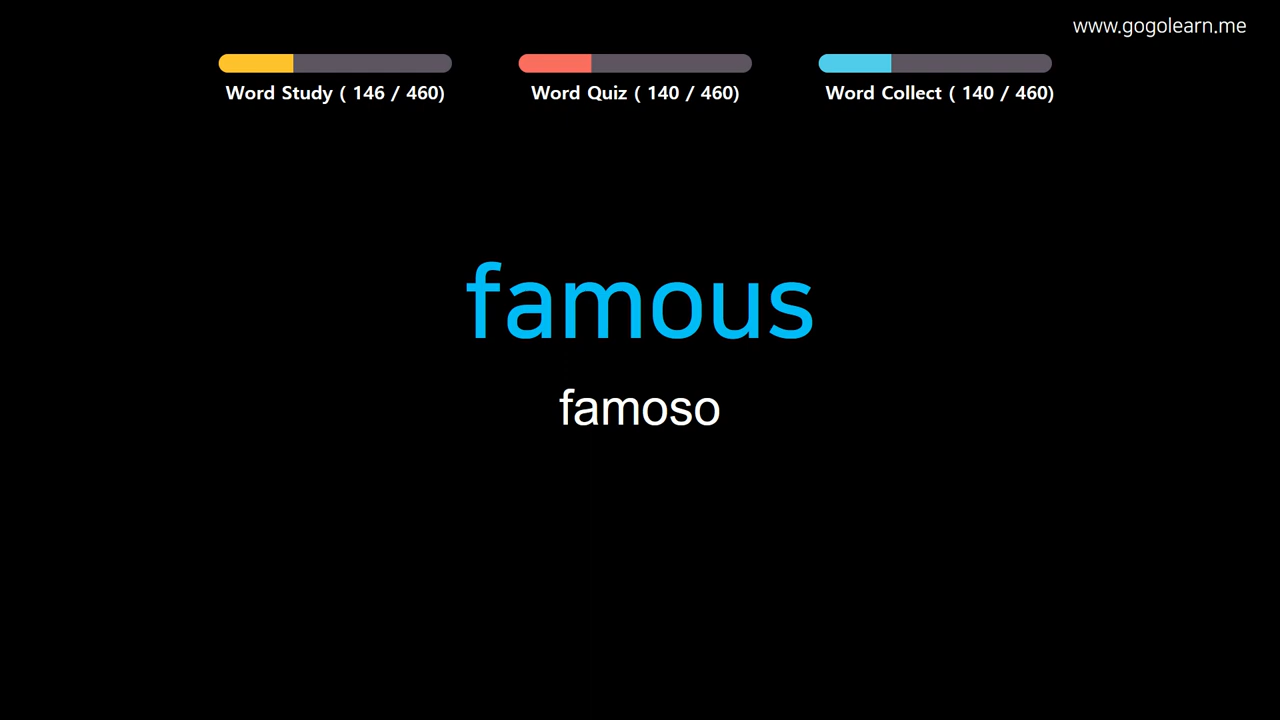 www.gogolearn.me
Word Study ( 146 / 460)
Word Quiz ( 140 / 460)
Word Collect ( 140 / 460)
famous
famoso